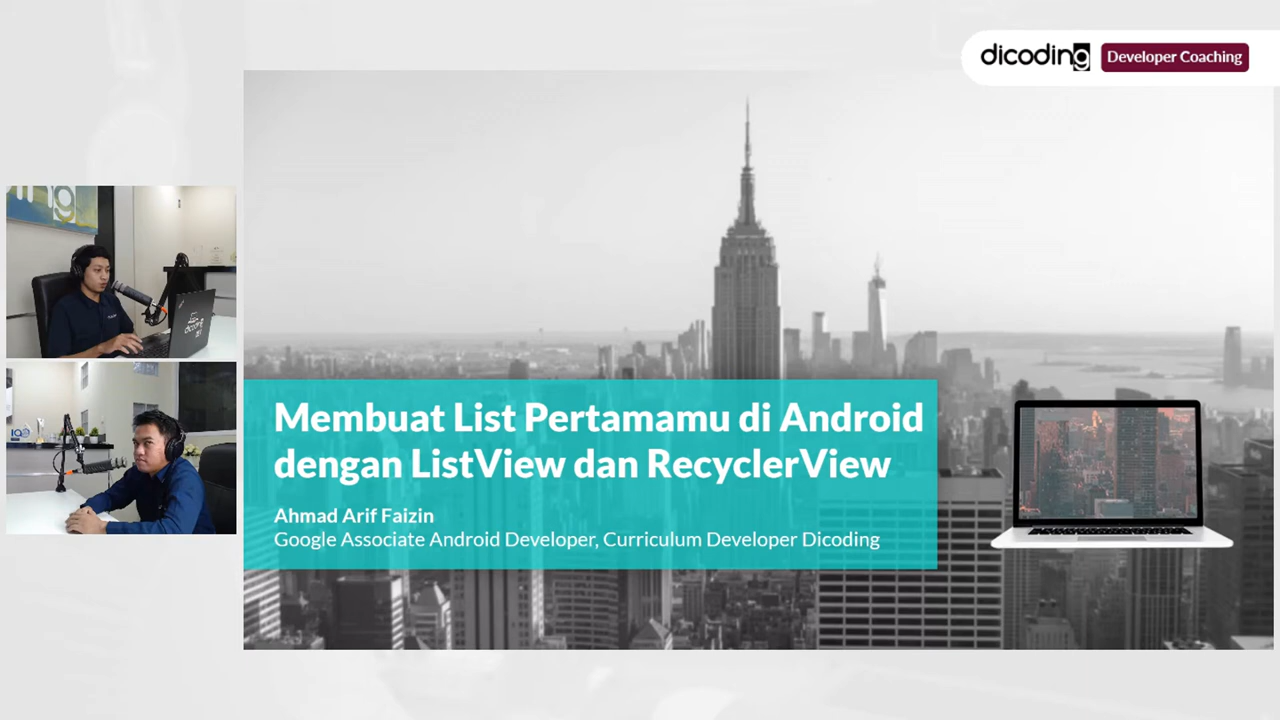 dicoding Developer Coaching
Membuat List Pertamamu di Android
dengan ListView dan RecyclerView
Ahmad Arif Faizin
Google Associate Android Developer, Curriculum Developer Dicoding